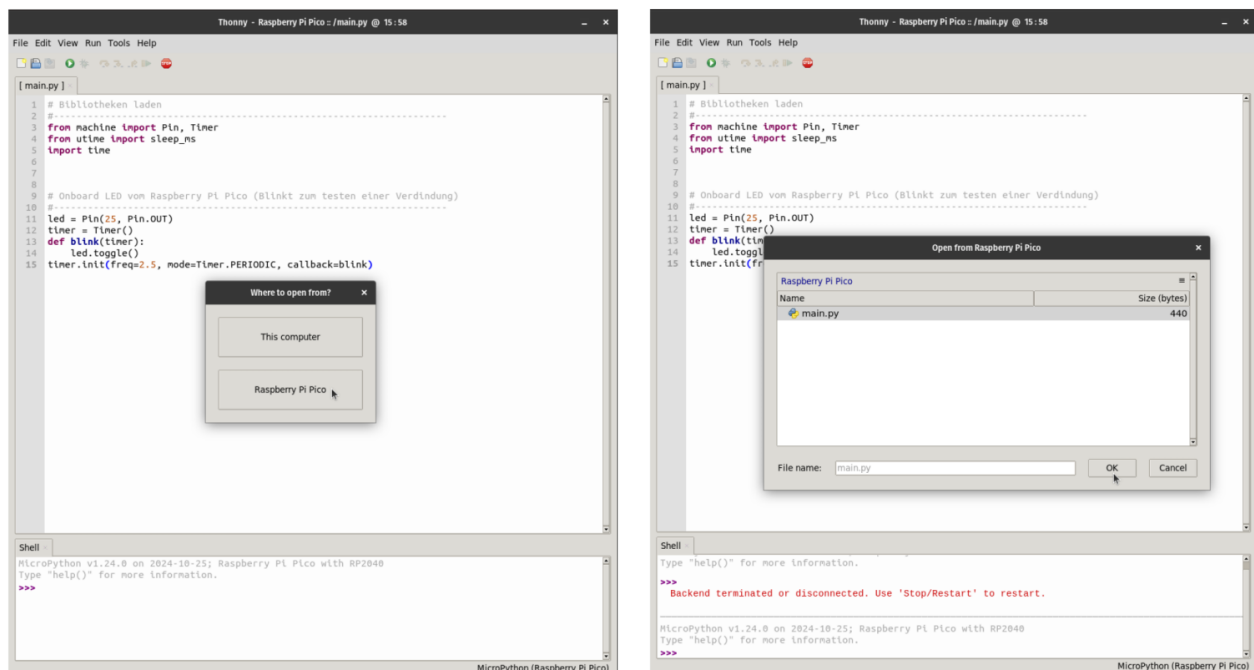 Thonny - Raspberry Pi Pico :: /main.py @ 15:58
File Edit View Run Tools Help
[ main.py ]
1 # Bibliotheken laden
2 #----------------------------------------------------------------------
3 from machine import Pin, Timer
4 from utime import sleep_ms
5 import time
6
7
8
9 # Onboard LED vom Raspberry Pi Pico (Blinkt zum testen einer Verdindung)
10 #----------------------------------------------------------------------
11 led = Pin(25, Pin.OUT)
12 timer = Timer()
13 def blink(timer):
14 led.toggle()
15 timer.init(freq=2.5, mode=Timer.PERIODIC, callback=blink)
Where to open from?
This computer
Raspberry Pi Pico
Shell
MicroPython v1.24.0 on 2024-10-25; Raspberry Pi Pico with RP2040
Type "help()" for more information.
>>>
MicroPython (Raspberry Pi Pico)
Thonny - Raspberry Pi Pico :: /main.py @ 15:58
File Edit View Run Tools Help
[ main.py ]
1 # Bibliotheken laden
2 #----------------------------------------------------------------------
3 from machine import Pin, Timer
4 from utime import sleep_ms
5 import time
6
7
8
9 # Onboard LED vom Raspberry Pi Pico (Blinkt zum testen einer Verdindung)
10 #----------------------------------------------------------------------
11 led = Pin(25, Pin.OUT)
12 timer = Timer()
13 def blink(tim
14 led.toggl
15 timer.init(fr
Open from Raspberry Pi Pico
Raspberry Pi Pico
Name Size (bytes)
main.py 440
File name: main.py OK Cancel
Shell
Type "help()" for more information.
>>>
Backend terminated or disconnected. Use 'Stop/Restart' to restart.
MicroPython v1.24.0 on 2024-10-25; Raspberry Pi Pico with RP2040
Type "help()" for more information.
>>>
MicroPython (Raspberry Pi Pico)